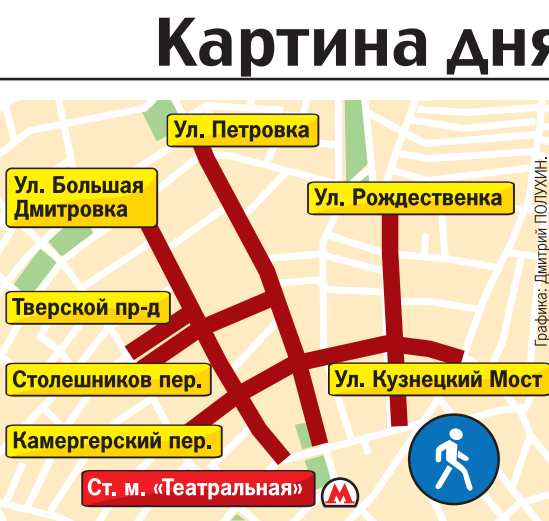 Картина дня
Ул. Петровка
Ул. Большая
Дмитровка
Ул. Рождественка
Тверской пр-д
Столешников пер.
Ул. Кузнецкий Мост
Камергерский пер.
Ст. м. «Театральная»
М
Графика: Дмитрий ПОЛУХИН.